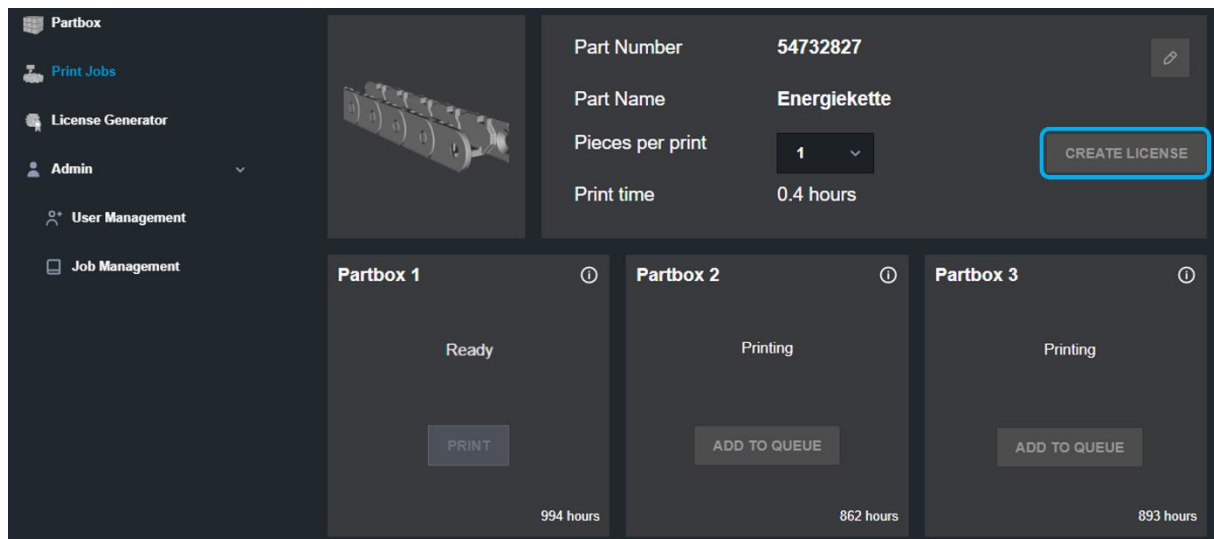 Partbox
Print Jobs
License Generator
Admin
User Management
Job Management
Part Number 54732827
Part Name Energiekette
Pieces per print 1
CREATE LICENSE
Print time 0.4 hours
Partbox 1
Ready
PRINT
994 hours
Partbox 2
Printing
ADD TO QUEUE
862 hours
Partbox 3
Printing
ADD TO QUEUE
893 hours